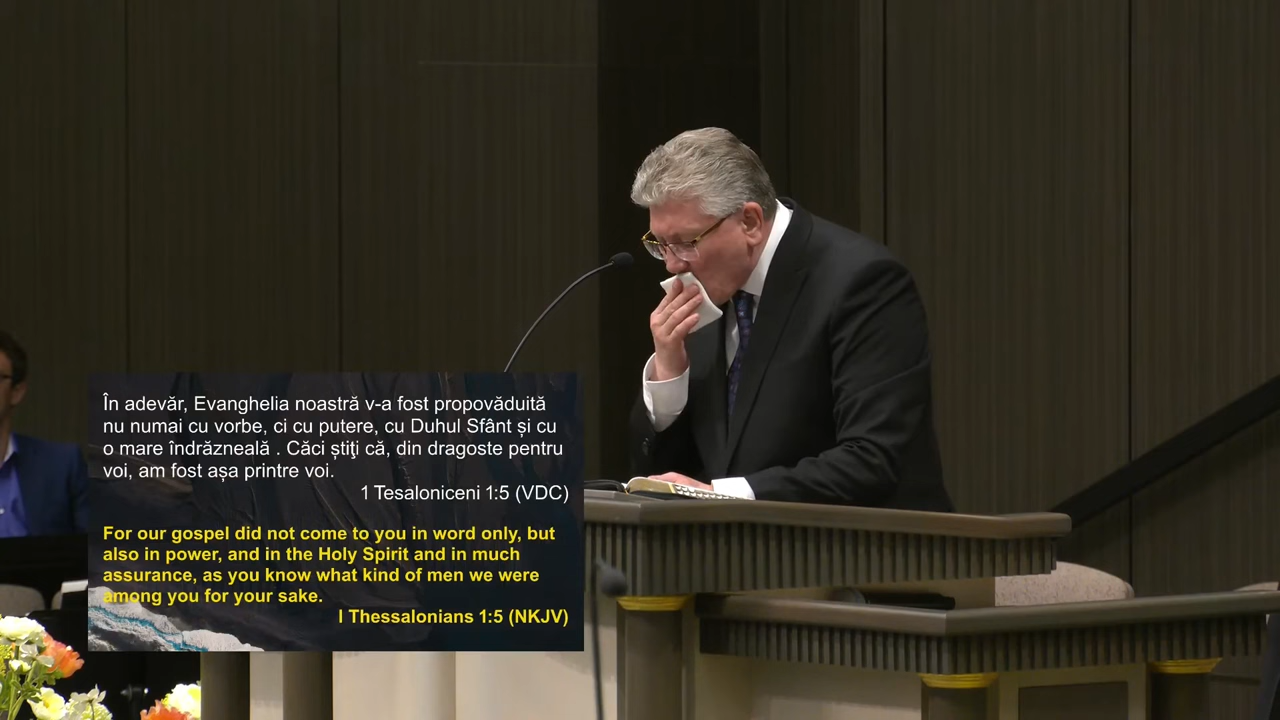 În adevăr, Evanghelia noastră v-a fost propovăduită
nu numai cu vorbe, ci cu putere, cu Duhul Sfânt și cu
o mare îndrăzneală . Căci știţi că, din dragoste pentru
voi, am fost așa printre voi.
1 Tesaloniceni 1:5 (VDC)
For our gospel did not come to you in word only, but
also in power, and in the Holy Spirit and in much
assurance, as you know what kind of men we were
among you for your sake.
I Thessalonians 1:5 (NKJV)